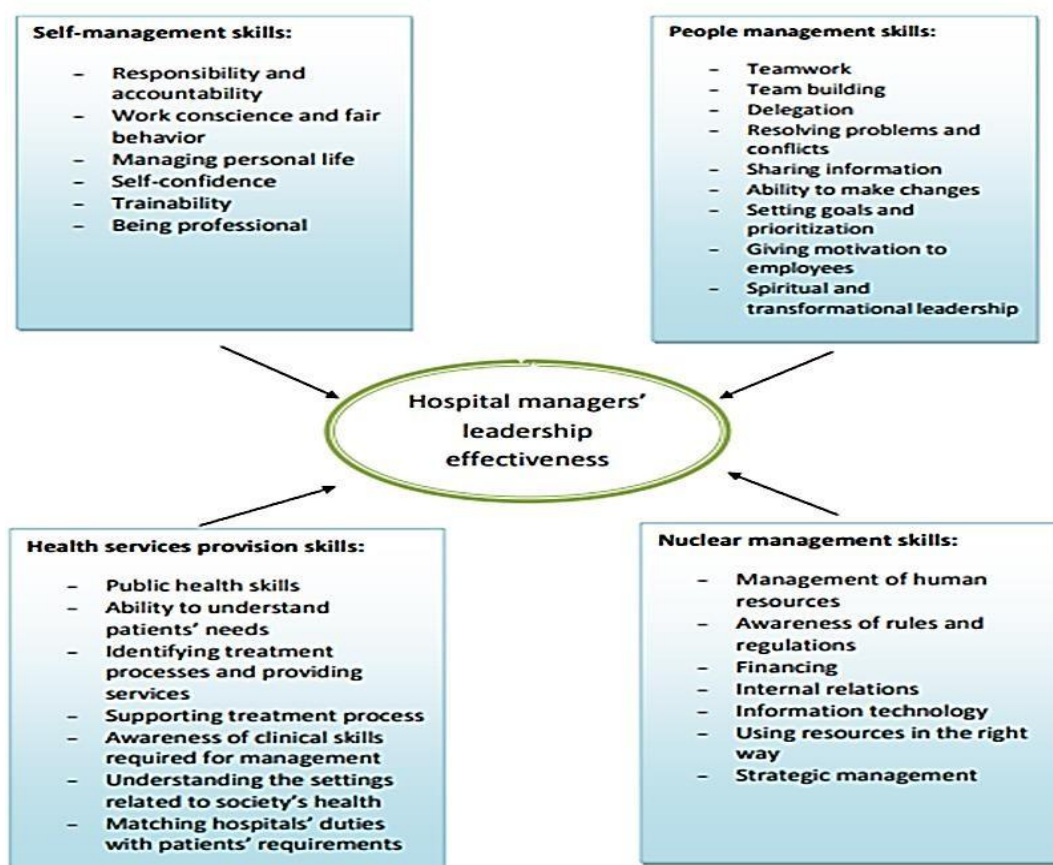 Self-management skills:
- Responsibility and
accountability
- Work conscience and fair
behavior
- Managing personal life
- Self-confidence
- Trainability
- Being professional
People management skills:
- Teamwork
- Team building
- Delegation
- Resolving problems and
conflicts
- Sharing information
- Ability to make changes
- Setting goals and
prioritization
- Giving motivation to
employees
- Spiritual and
transformational leadership
Hospital managers'
leadership
effectiveness
Health services provision skills:
- Public health skills
- Ability to understand
patients' needs
- Identifying treatment
processes and providing
services
- Supporting treatment process
- Awareness of clinical skills
required for management
- Understanding the settings
related to society's health
- Matching hospitals' duties
with patients' requirements
Nuclear management skills:
- Management of human
resources
- Awareness of rules and
regulations
- Financing
- Internal relations
- Information technology
- Using resources in the right
way
- Strategic management